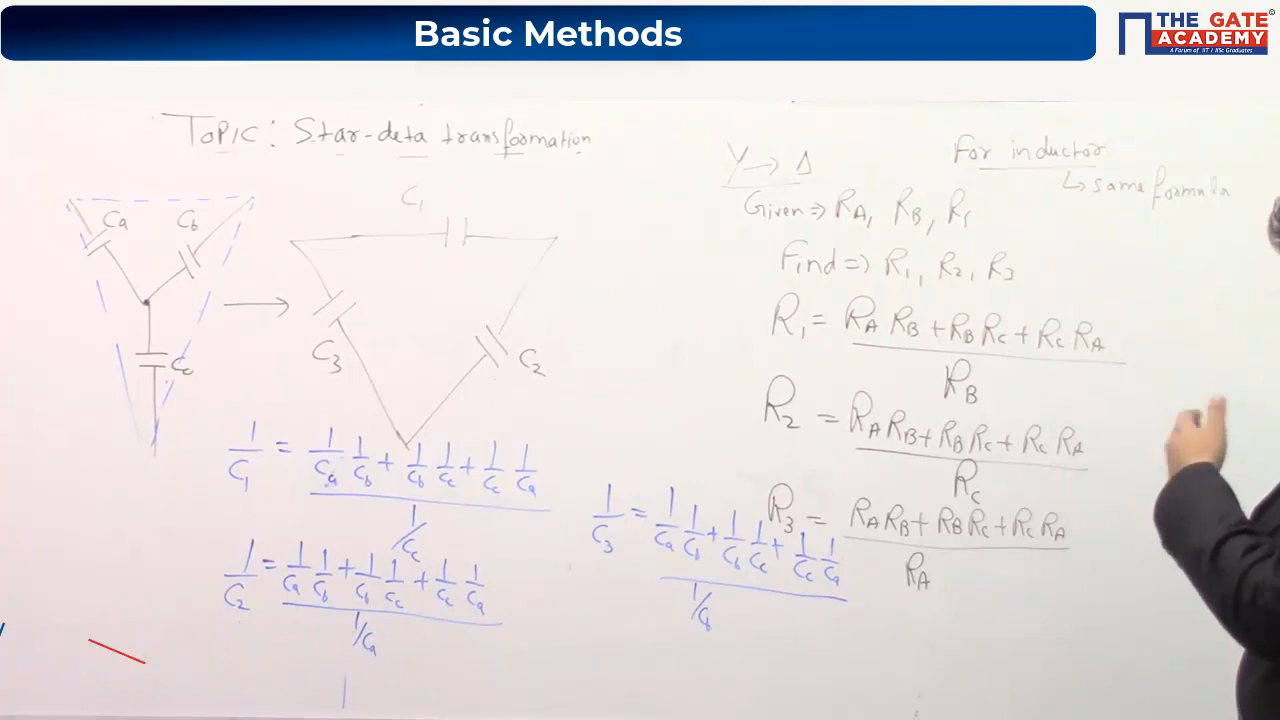 Basic Methods
THE GATE
ACADEMY
A Forum of IIT / IISc Graduates
TOPIC: Star-deta transformation
Ca
Cb
Cc
C1
C2
C3
1/C1 = (1/Ca 1/Cb + 1/Cb 1/Cc + 1/Cc 1/Ca) / (1/Cc)
1/C2 = (1/Ca 1/Cb + 1/Cb 1/Cc + 1/Cc 1/Ca) / (1/Ca)
1/C3 = (1/Ca 1/Cb + 1/Cb 1/Cc + 1/Cc 1/Ca) / (1/Cb)
Y → Δ
Given ⇒ RA, RB, RC
Find ⇒ R1, R2, R3
R1 = (RA RB + RB RC + RC RA) / RB
R2 = (RA RB + RB RC + RC RA) / RC
R3 = (RA RB + RB RC + RC RA) / RA
For inductor
↳ same formula